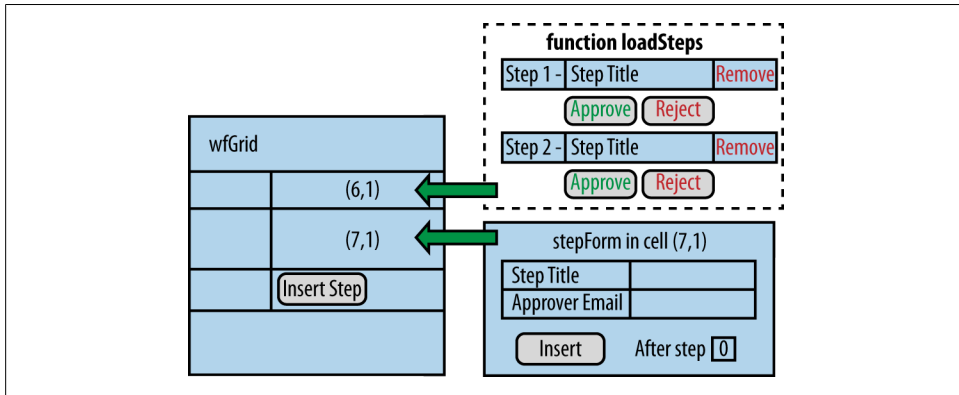 function loadSteps
Step 1 - Step Title Remove
Approve Reject
Step 2 - Step Title Remove
Approve Reject
wfGrid
(6,1)
(7,1)
Insert Step
stepForm in cell (7,1)
Step Title
Approver Email
Insert After step 0